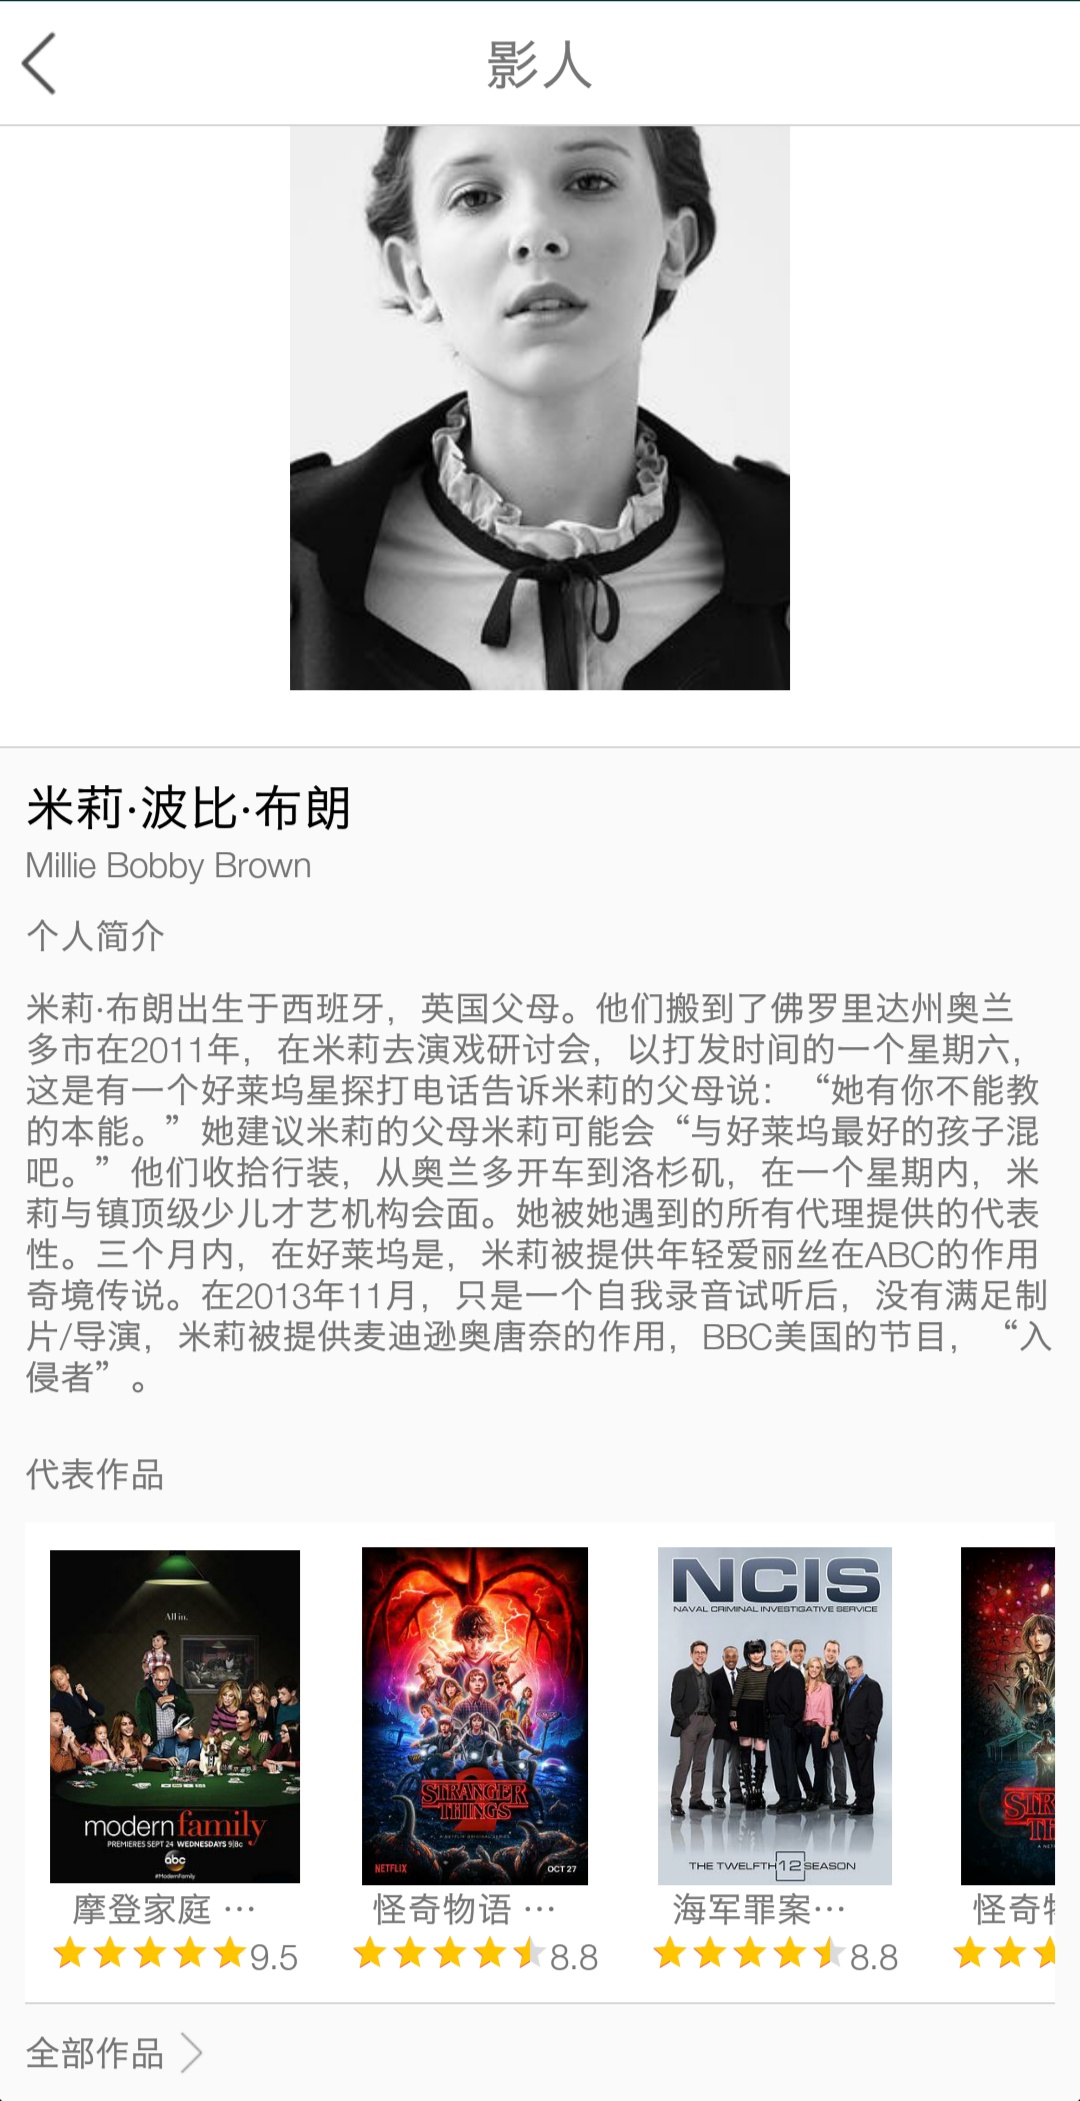 影人
米莉·波比·布朗
Millie Bobby Brown
个人简介
米莉·布朗出生于西班牙，英国父母。他们搬到了佛罗里达州奥兰
多市在2011年，在米莉去演戏研讨会，以打发时间的一个星期六，
这是有一个好莱坞星探打电话告诉米莉的父母说：“她有你不能教
的本能。”她建议米莉的父母米莉可能会“与好莱坞最好的孩子混
吧。”他们收拾行装，从奥兰多开车到洛杉矶，在一个星期内，米
莉与镇顶级少儿才艺机构会面。她被她遇到的所有代理提供的代表
性。三个月内，在好莱坞是，米莉被提供年轻爱丽丝在ABC的作用
奇境传说。在2013年11月，只是一个自我录音试听后，没有满足制
片/导演，米莉被提供麦迪逊奥唐奈的作用，BBC美国的节目，“入
侵者”。
代表作品
All in.
modern family
PREMIERES SEPT 24 WEDNESDAYS 9|8c
abc
#ModernFamily
摩登家庭 …
9.5
STRANGER
THINGS
2
A NETFLIX ORIGINAL SERIES
NETFLIX
OCT 27
怪奇物语 …
8.8
NCIS
NAVAL CRIMINAL INVESTIGATIVE SERVICE
THE TWELFTH 12 SEASON
海军罪案…
8.8
STR
TH
A NET
怪奇
全部作品